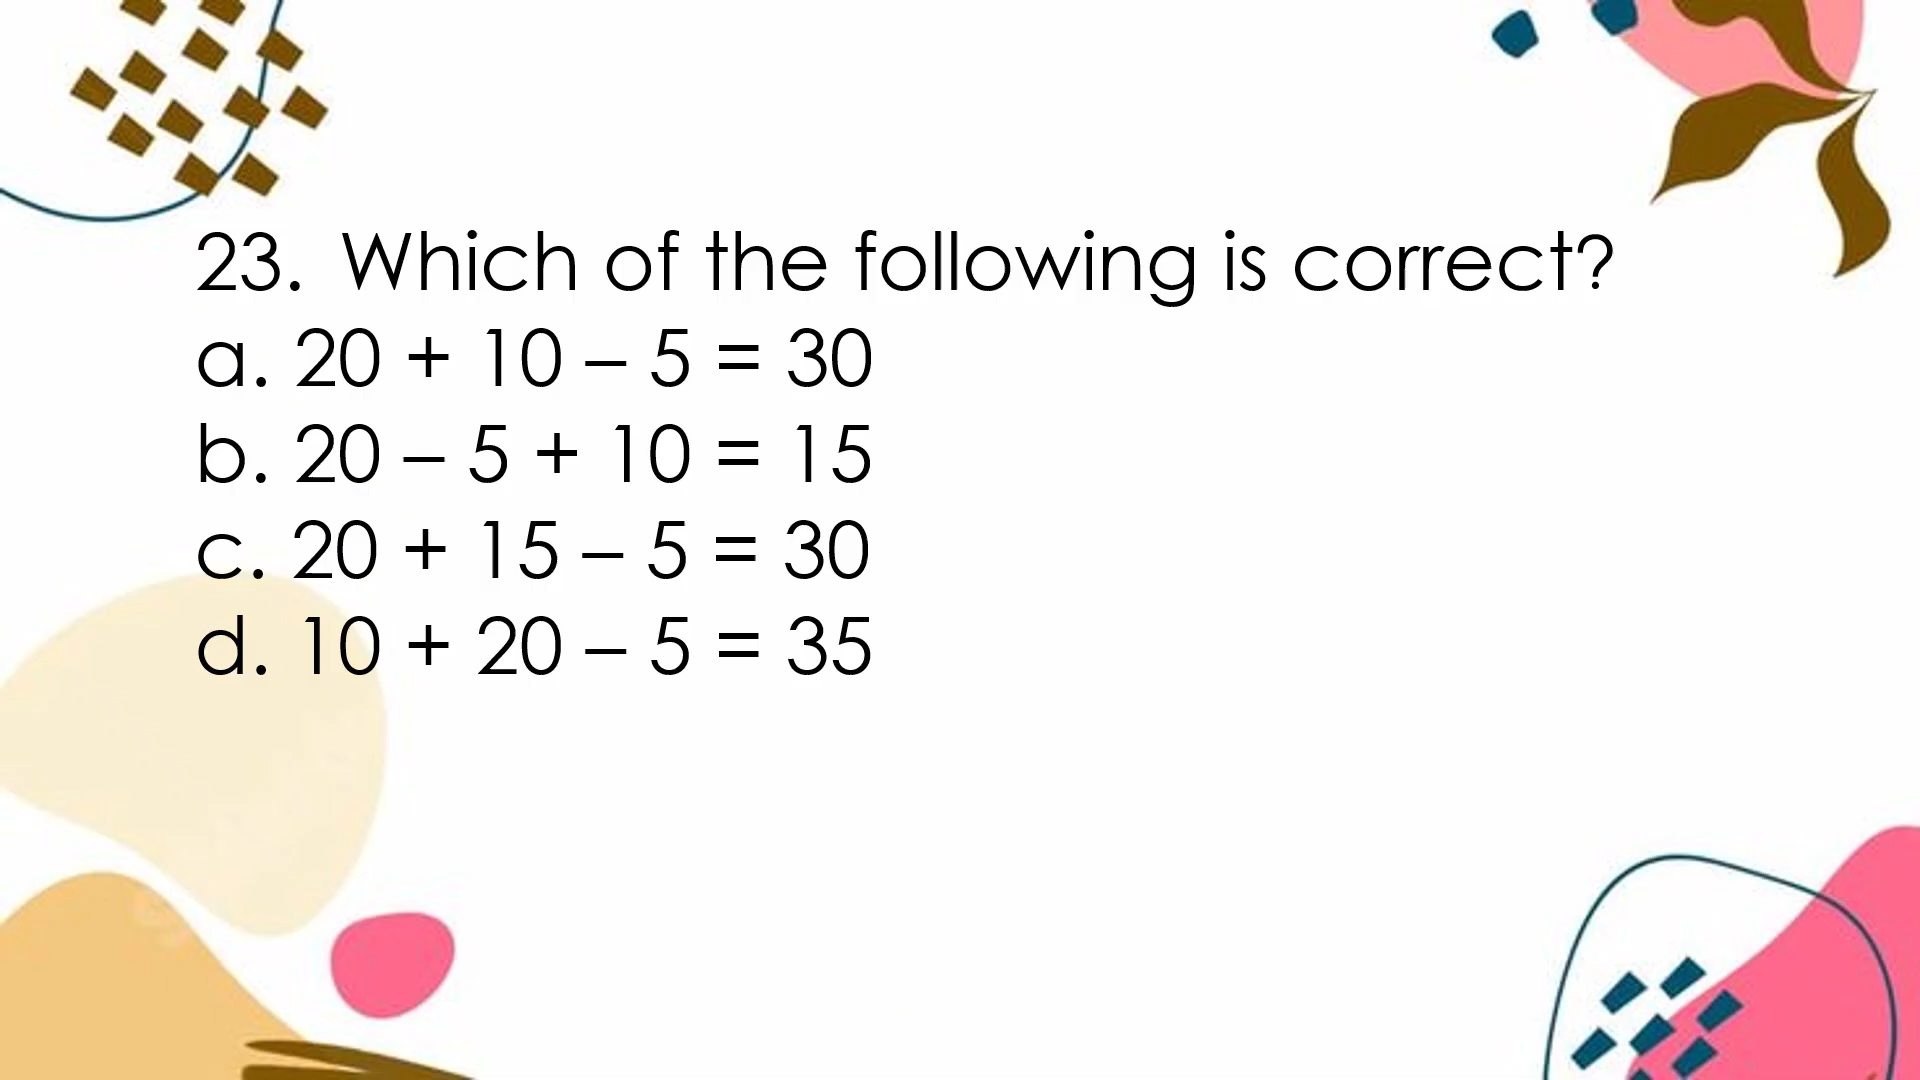 23. Which of the following is correct?
a. 20 + 10 – 5 = 30
b. 20 – 5 + 10 = 15
c. 20 + 15 – 5 = 30
d. 10 + 20 – 5 = 35